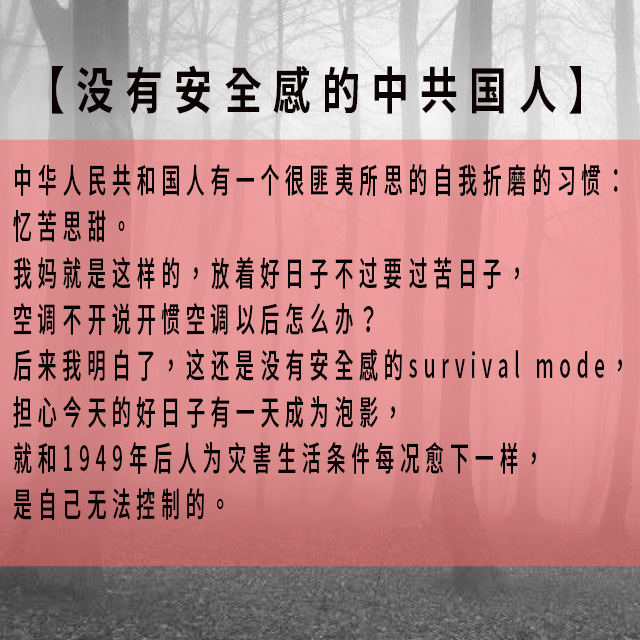 【没有安全感的中共国人】
中华人民共和国人有一个很匪夷所思的自我折磨的习惯：
忆苦思甜。
我妈就是这样的，放着好日子不过要过苦日子，
空调不开说开惯空调以后怎么办？
后来我明白了，这还是没有安全感的survival mode，
担心今天的好日子有一天成为泡影，
就和1949年后人为灾害生活条件每况愈下一样，
是自己无法控制的。